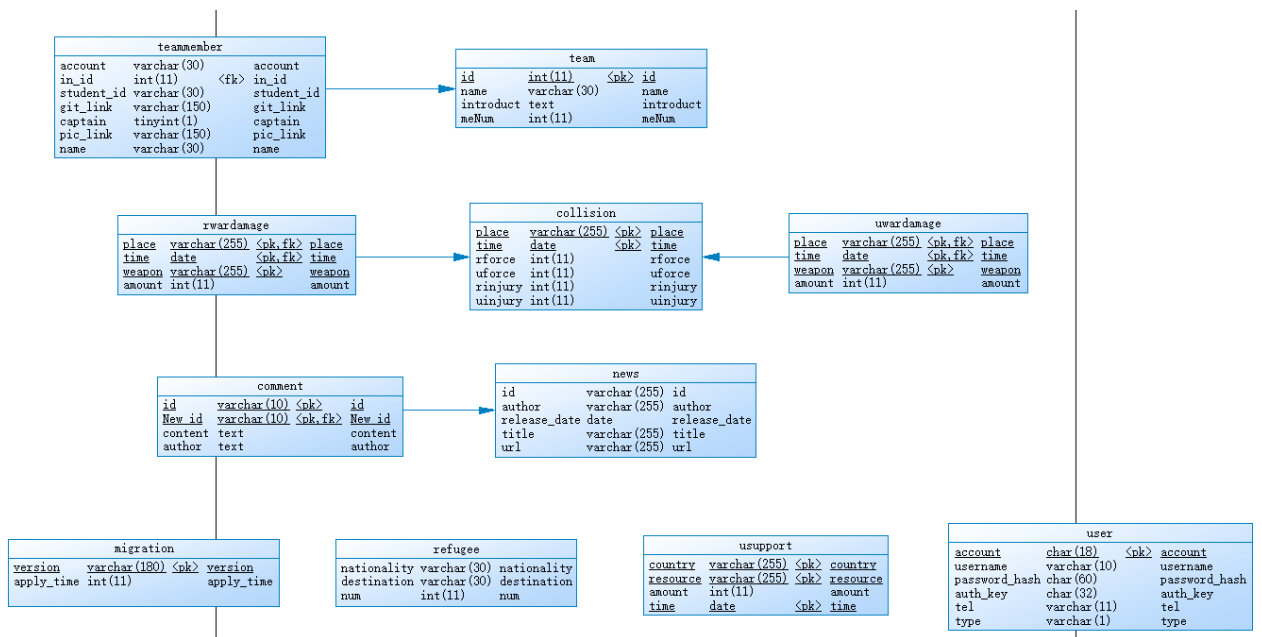 teammember
account varchar(30) account
in_id int(11) <fk> in_id
student_id varchar(30) student_id
git_link varchar(150) git_link
captain tinyint(1) captain
pic_link varchar(150) pic_link
name varchar(30) name
team
id int(11) <pk> id
name varchar(30) name
introduct text introduct
meNum int(11) meNum
rwardamage
place varchar(255) <pk,fk> place
time date <pk,fk> time
weapon varchar(255) <pk> weapon
amount int(11) amount
collision
place varchar(255) <pk> place
time date <pk> time
rforce int(11) rforce
uforce int(11) uforce
rinjury int(11) rinjury
uinjury int(11) uinjury
uwardamage
place varchar(255) <pk,fk> place
time date <pk,fk> time
weapon varchar(255) <pk> weapon
amount int(11) amount
comment
id varchar(10) <pk> id
New_id varchar(10) <pk,fk> New_id
content text content
author text author
news
id varchar(255) id
author varchar(255) author
release_date date release_date
title varchar(255) title
url varchar(255) url
migration
version varchar(180) <pk> version
apply_time int(11) apply_time
refugee
nationality varchar(30) nationality
destination varchar(30) destination
num int(11) num
usupport
country varchar(255) <pk> country
resource varchar(255) <pk> resource
amount int(11) amount
time date <pk> time
user
account char(18) <pk> account
username varchar(10) username
password_hash char(60) password_hash
auth_key char(32) auth_key
tel varchar(11) tel
type varchar(1) type